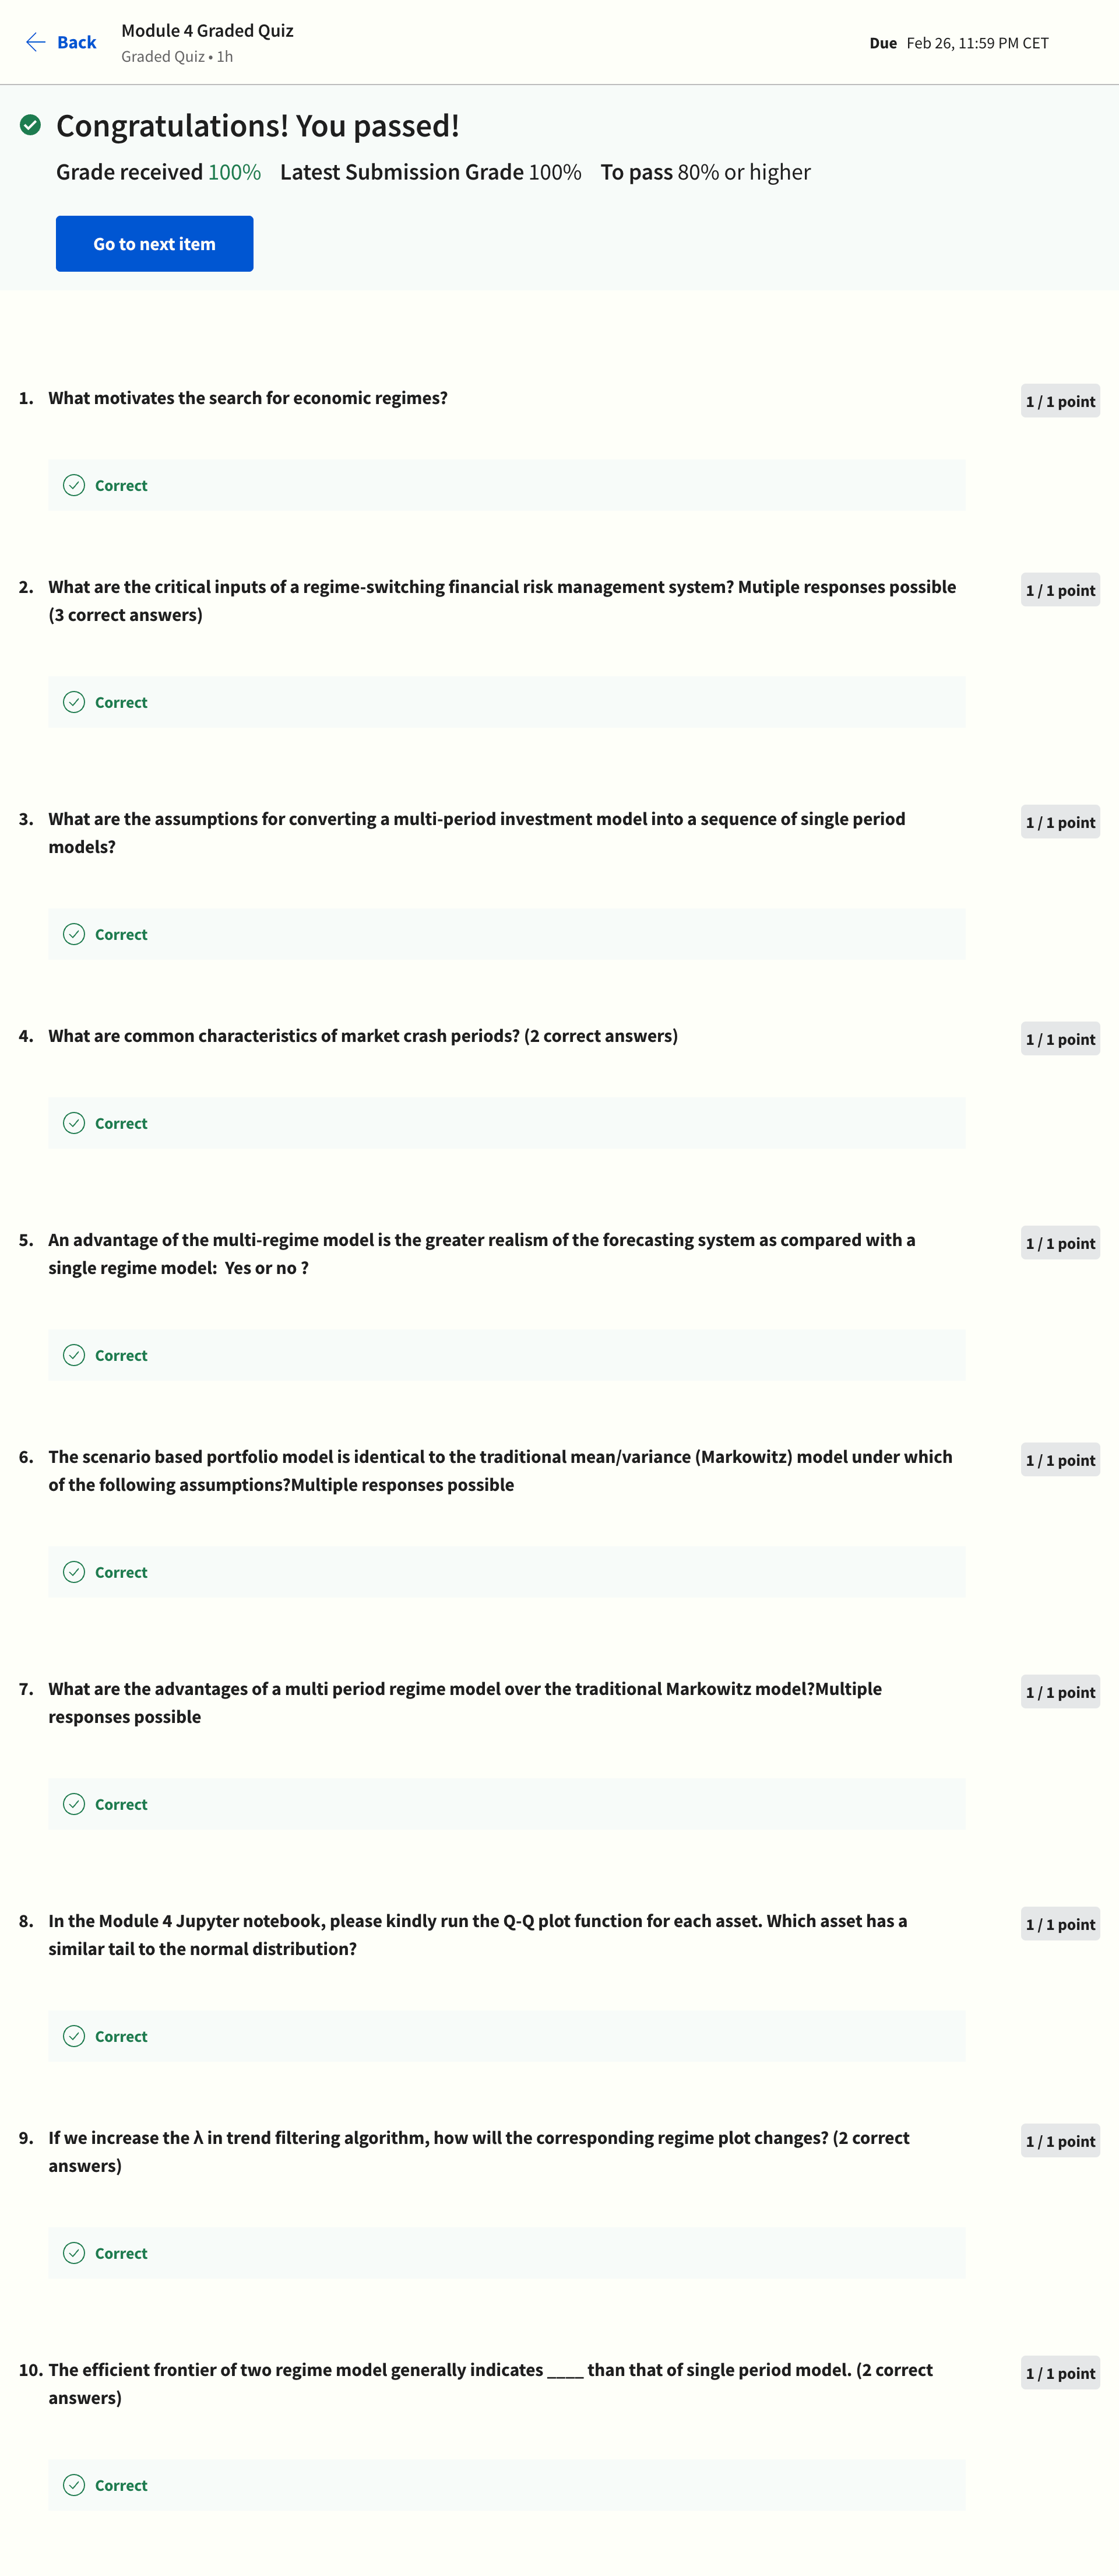 Back
Module 4 Graded Quiz
Graded Quiz • 1h
Due Feb 26, 11:59 PM CET
Congratulations! You passed!
Grade received 100% Latest Submission Grade 100% To pass 80% or higher
Go to next item
1. What motivates the search for economic regimes?
1 / 1 point
Correct
2. What are the critical inputs of a regime-switching financial risk management system? Mutiple responses possible
(3 correct answers)
1 / 1 point
Correct
3. What are the assumptions for converting a multi-period investment model into a sequence of single period
models?
1 / 1 point
Correct
4. What are common characteristics of market crash periods? (2 correct answers)
1 / 1 point
Correct
5. An advantage of the multi-regime model is the greater realism of the forecasting system as compared with a
single regime model: Yes or no ?
1 / 1 point
Correct
6. The scenario based portfolio model is identical to the traditional mean/variance (Markowitz) model under which
of the following assumptions?Multiple responses possible
1 / 1 point
Correct
7. What are the advantages of a multi period regime model over the traditional Markowitz model?Multiple
responses possible
1 / 1 point
Correct
8. In the Module 4 Jupyter notebook, please kindly run the Q-Q plot function for each asset. Which asset has a
similar tail to the normal distribution?
1 / 1 point
Correct
9. If we increase the λ in trend filtering algorithm, how will the corresponding regime plot changes? (2 correct
answers)
1 / 1 point
Correct
10. The efficient frontier of two regime model generally indicates ____ than that of single period model. (2 correct
answers)
1 / 1 point
Correct